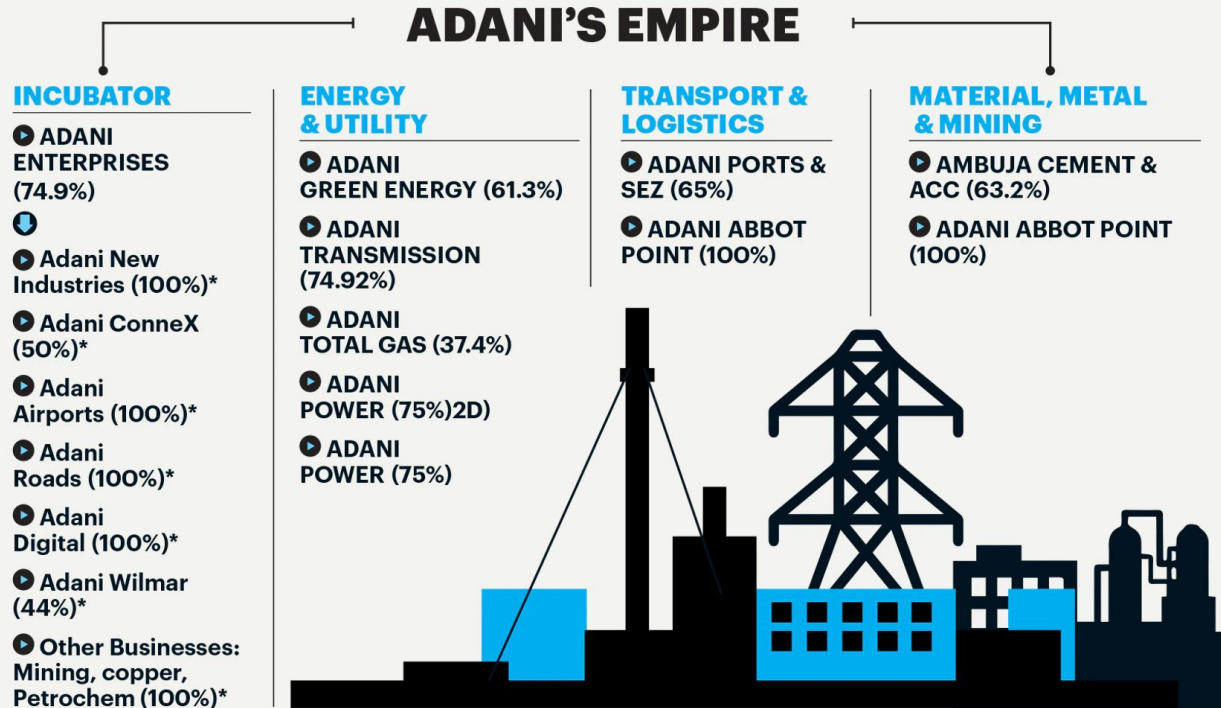 ADANI'S EMPIRE
INCUBATOR
ADANI
ENTERPRISES
(74.9%)
Adani New
Industries (100%)*
Adani ConneX
(50%)*
Adani
Airports (100%)*
Adani
Roads (100%)*
Adani
Digital (100%)*
Adani Wilmar
(44%)*
Other Businesses:
Mining, copper,
Petrochem (100%)*
ENERGY
& UTILITY
ADANI
GREEN ENERGY (61.3%)
ADANI
TRANSMISSION
(74.92%)
ADANI
TOTAL GAS (37.4%)
ADANI
POWER (75%)2D)
ADANI
POWER (75%)
TRANSPORT &
LOGISTICS
ADANI PORTS &
SEZ (65%)
ADANI ABBOT
POINT (100%)
MATERIAL, METAL
& MINING
AMBUJA CEMENT &
ACC (63.2%)
ADANI ABBOT POINT
(100%)